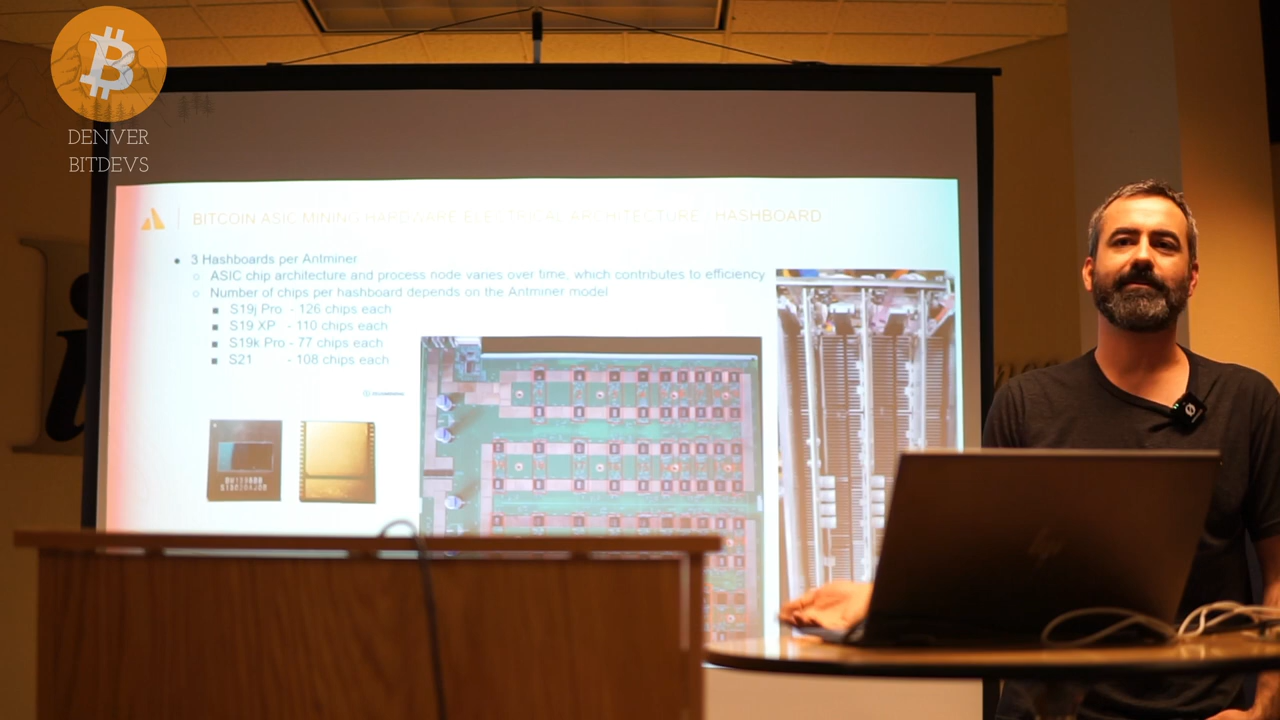 DENVER
BITDEVS
BITCOIN ASIC MINING HARDWARE ELECTRICAL ARCHITECTURE : HASHBOARD
• 3 Hashboards per Antminer
○ ASIC chip architecture and process node varies over time, which contributes to efficiency
○ Number of chips per hashboard depends on the Antminer model
■ S19j Pro - 126 chips each
■ S19 XP - 110 chips each
■ S19k Pro - 77 chips each
■ S21 - 108 chips each